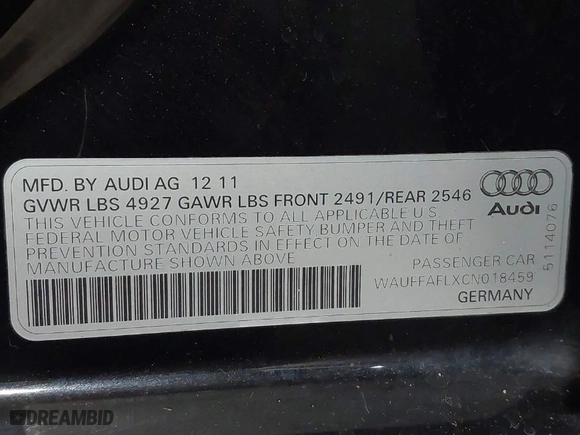 MFD. BY AUDI AG 12 11
GVWR LBS 4927 GAWR LBS FRONT 2491/REAR 2546
THIS VEHICLE CONFORMS TO ALL APPLICABLE U.S.
FEDERAL MOTOR VEHICLE SAFETY BUMPER AND THEFT
PREVENTION STANDARDS IN EFFECT ON THE DATE OF
MANUFACTURE SHOWN ABOVE
Audi
5114076
PASSENGER CAR
WAUFFAFLXCN018459
GERMANY
DREAMBID